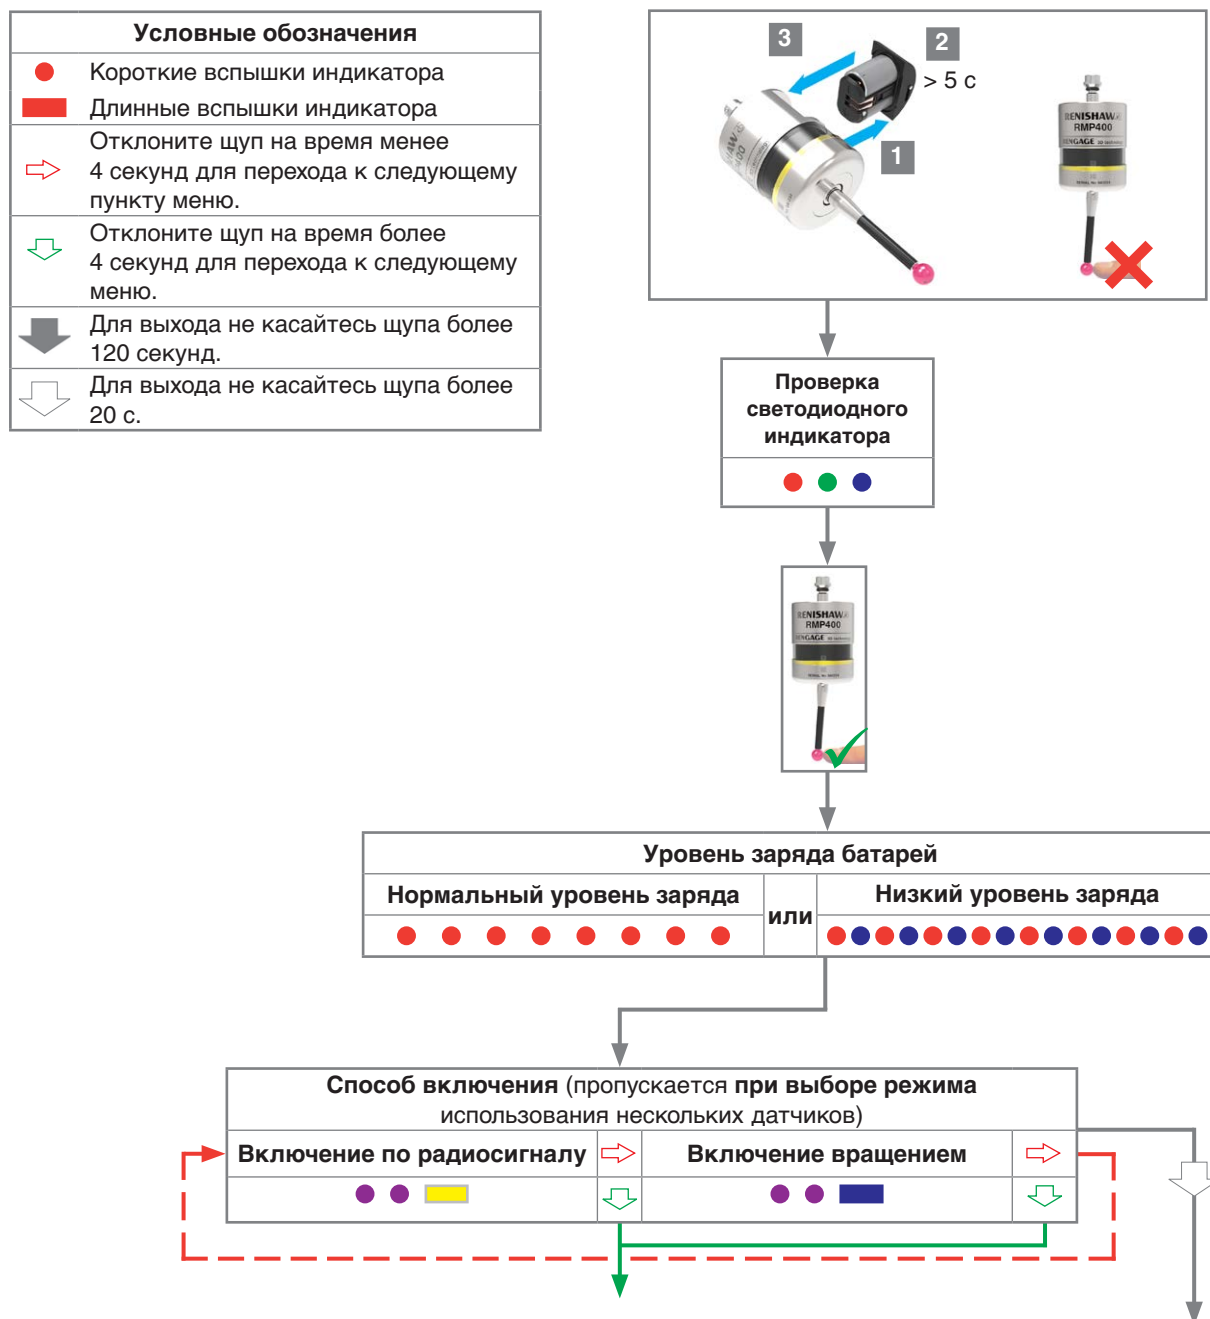 Условные обозначения
Короткие вспышки индикатора
Длинные вспышки индикатора
Отклоните щуп на время менее
4 секунд для перехода к следующему
пункту меню.
Отклоните щуп на время более
4 секунд для перехода к следующему
меню.
Для выхода не касайтесь щупа более
120 секунд.
Для выхода не касайтесь щупа более
20 с.
3
2
> 5 с
1
RENISHAW
RMP400
RENGAGE
Проверка
светодиодного
индикатора
RENISHAW
RMP400
RENGAGE
Уровень заряда батарей
Нормальный уровень заряда
или
Низкий уровень заряда
Способ включения (пропускается при выборе режима
использования нескольких датчиков)
Включение по радиосигналу
Включение вращением